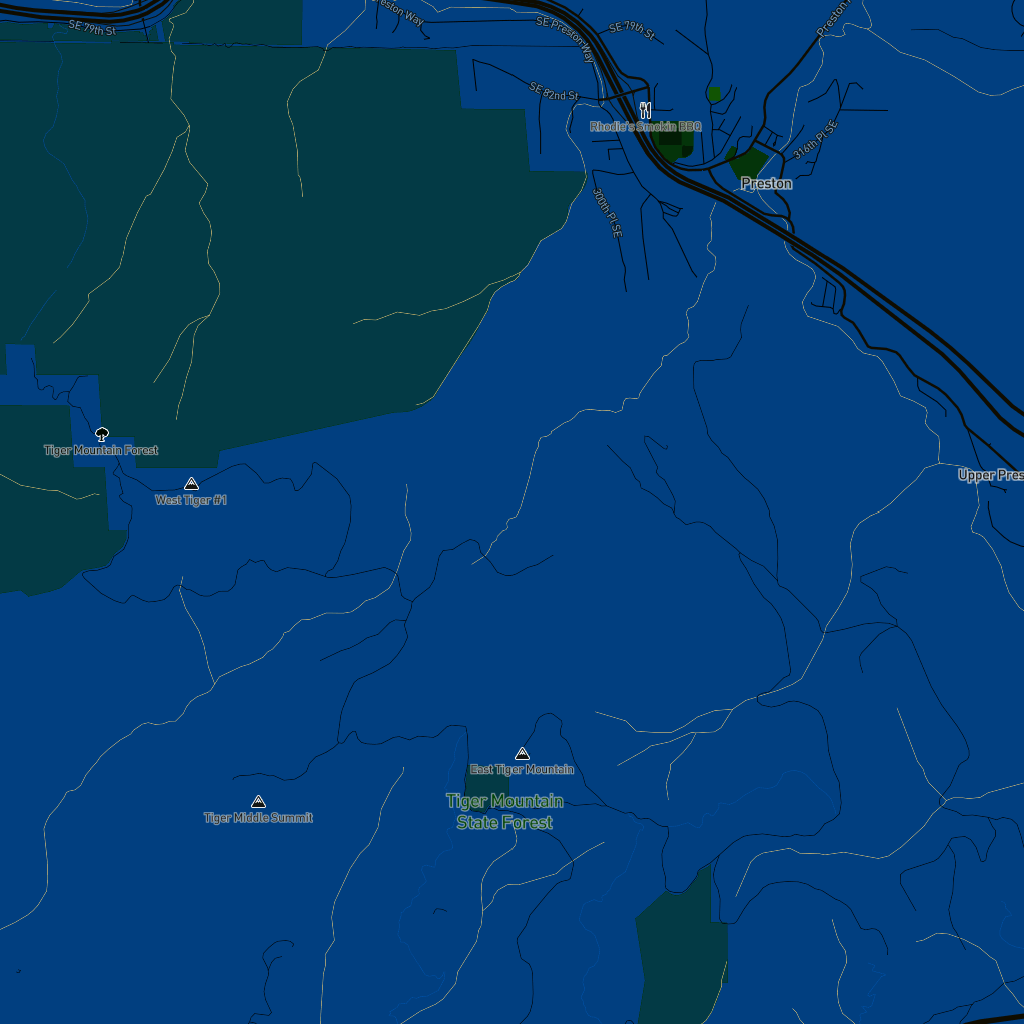 Preston Way
SE 79th St
SE Preston Way
SE 79th St
SE 82nd St
Rhodie's Smokin BBQ
316th Pl SE
Preston
300th Pl SE
Tiger Mountain Forest
West Tiger #1
Upper Pres
East Tiger Mountain
Tiger Mountain
State Forest
Tiger Middle Summit